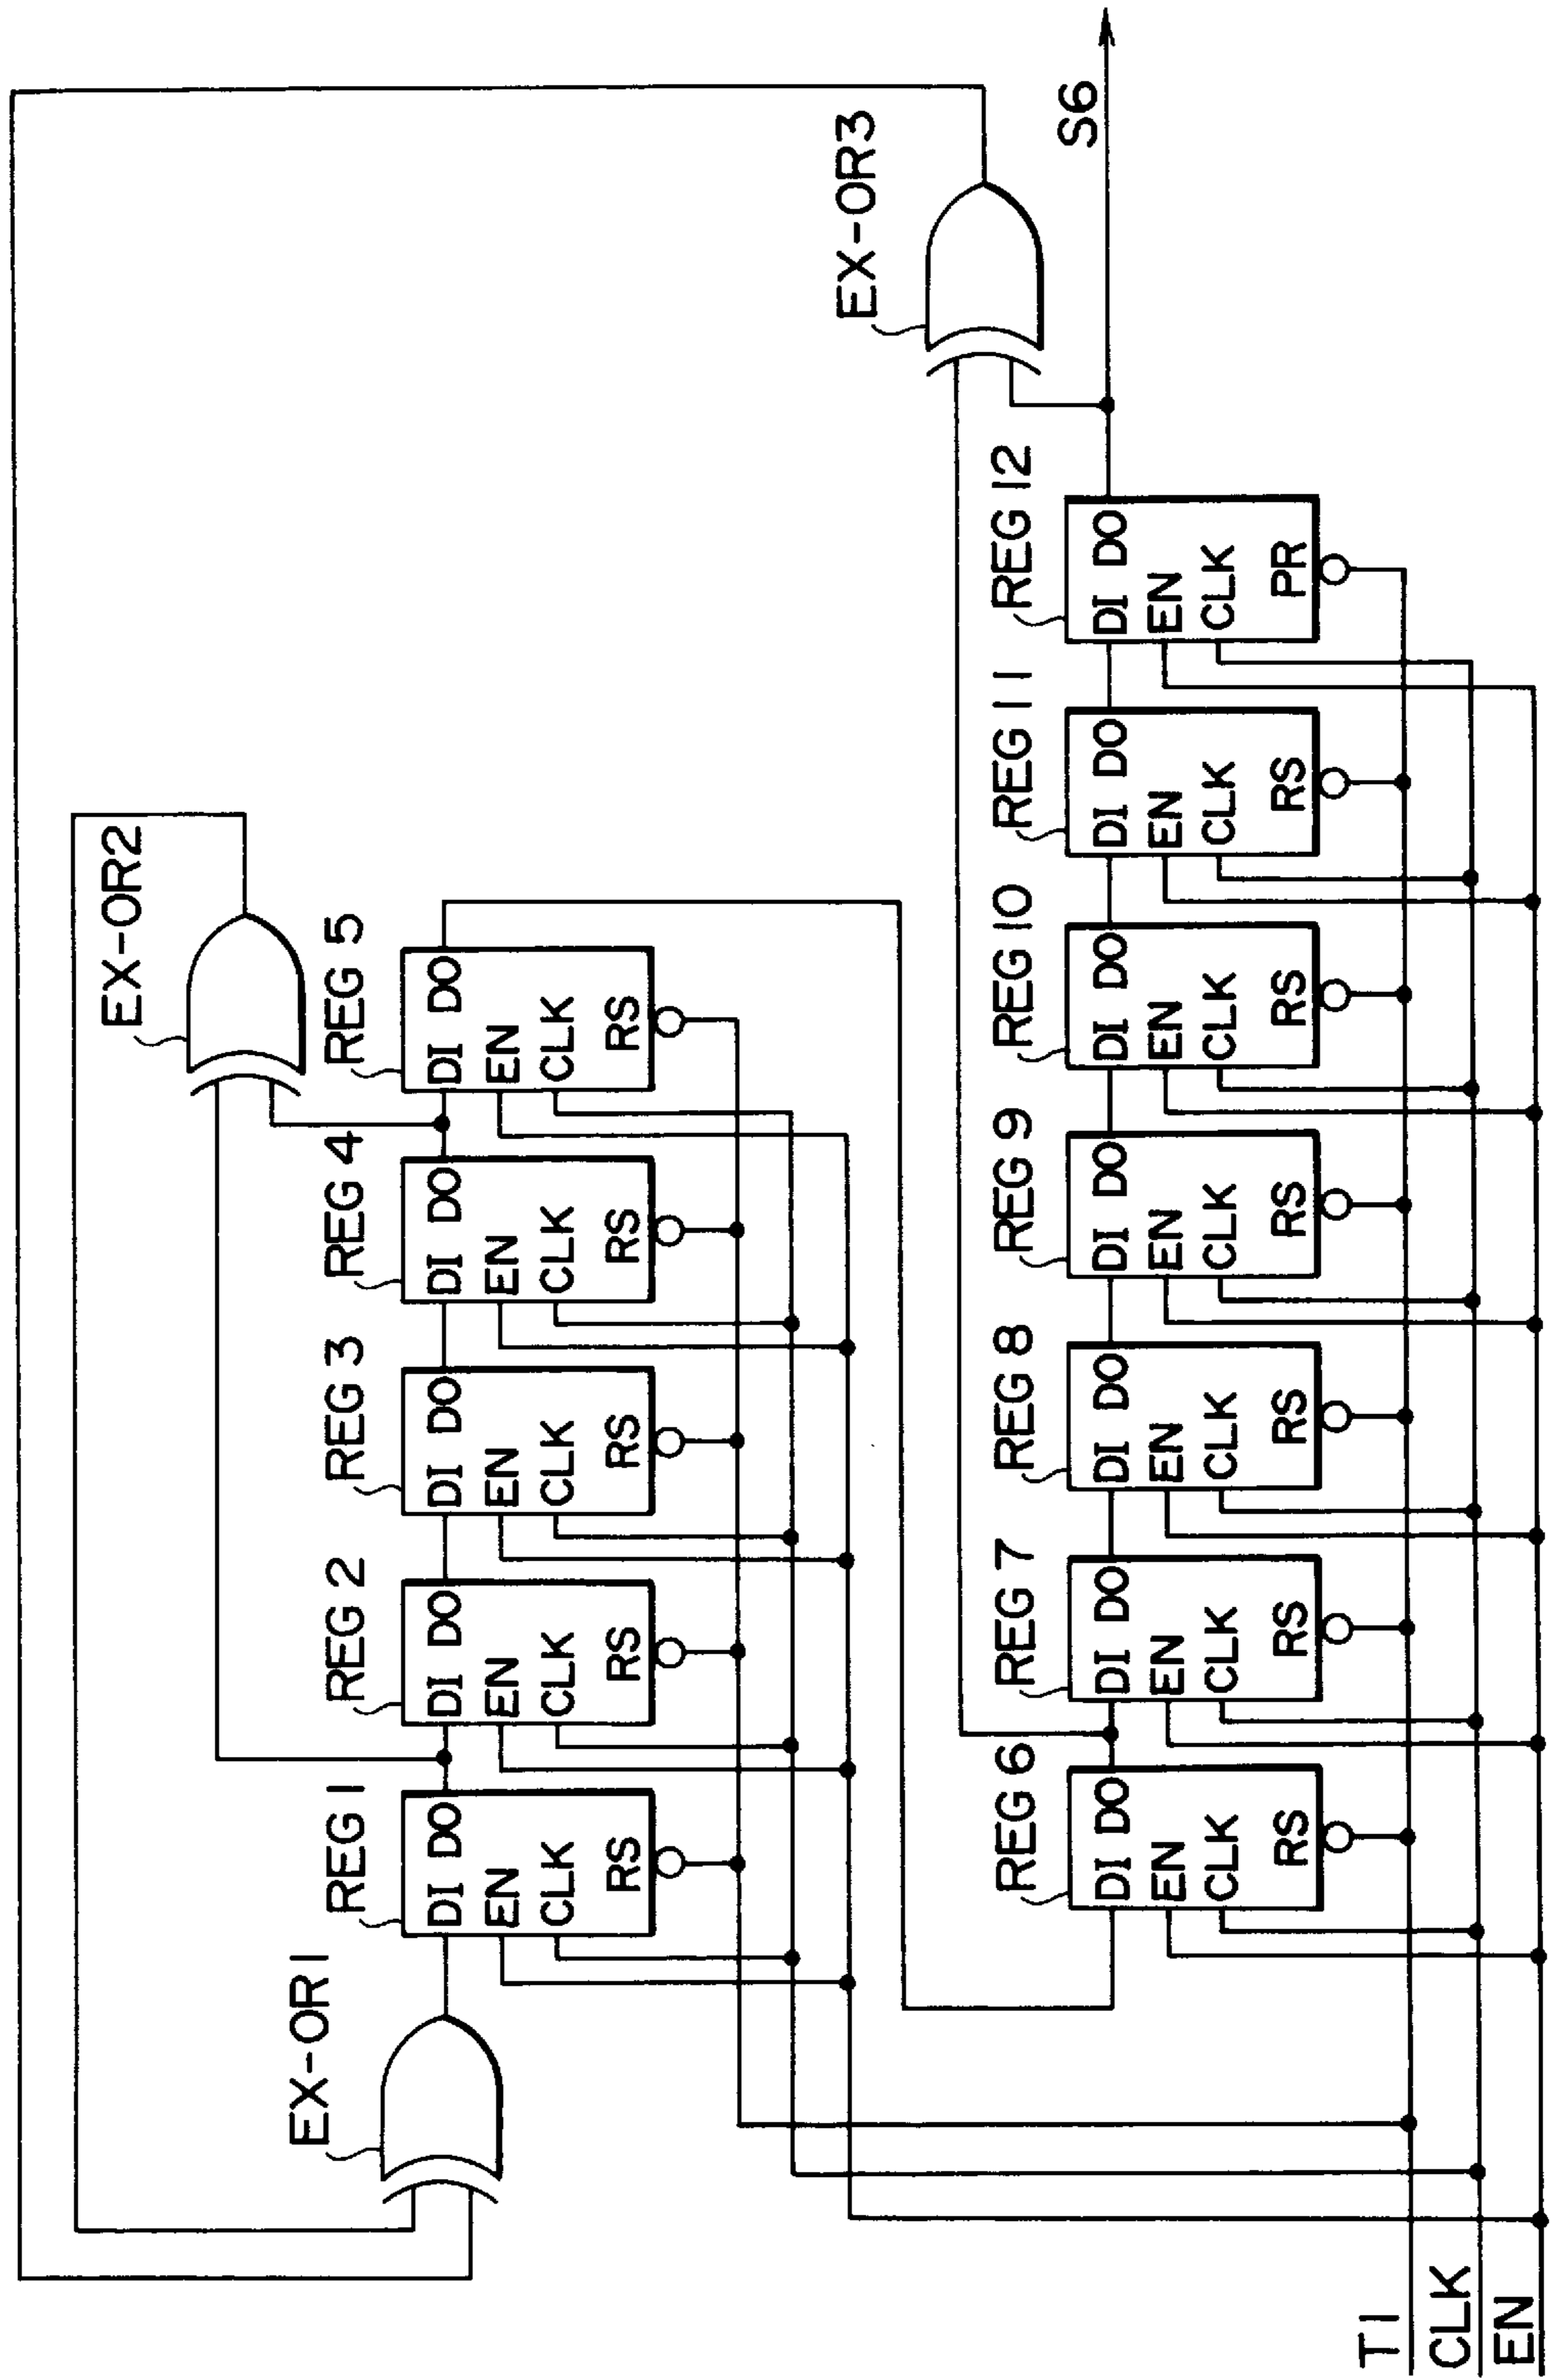 EX-OR1
EX-OR2
EX-OR3
REG 1
DI DO
EN
CLK
RS
REG 2
DI DO
EN
CLK
RS
REG 3
DI DO
EN
CLK
RS
REG 4
DI DO
EN
CLK
RS
REG 5
DI DO
EN
CLK
RS
REG 6
DI DO
EN
CLK
RS
REG 7
DI DO
EN
CLK
RS
REG 8
DI DO
EN
CLK
RS
REG 9
DI DO
EN
CLK
RS
REG 10
DI DO
EN
CLK
RS
REG 11
DI DO
EN
CLK
RS
REG 12
DI DO
EN
CLK
PR
S6
T1
CLK
EN